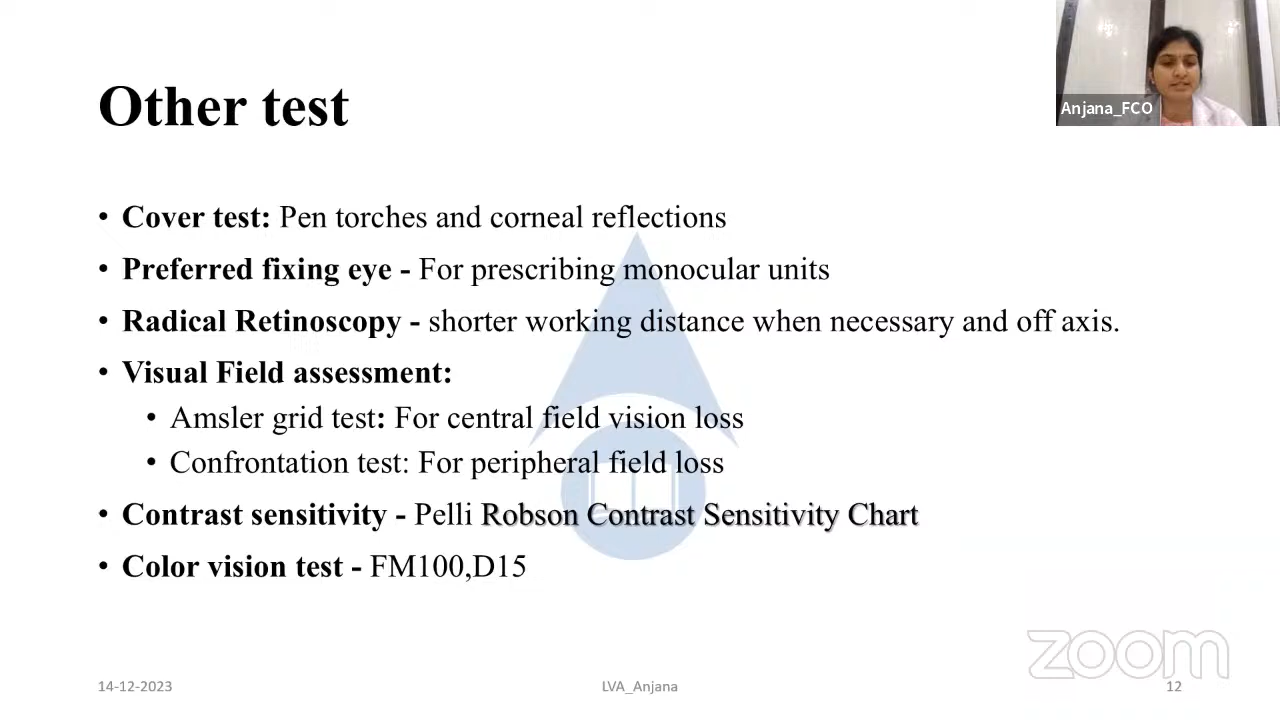 Anjana_FCO
Other test
• Cover test: Pen torches and corneal reflections
• Preferred fixing eye - For prescribing monocular units
• Radical Retinoscopy - shorter working distance when necessary and off axis.
• Visual Field assessment:
• Amsler grid test: For central field vision loss
• Confrontation test: For peripheral field loss
• Contrast sensitivity - Pelli Robson Contrast Sensitivity Chart
• Color vision test - FM100,D15
zoom
14-12-2023
LVA_Anjana
12